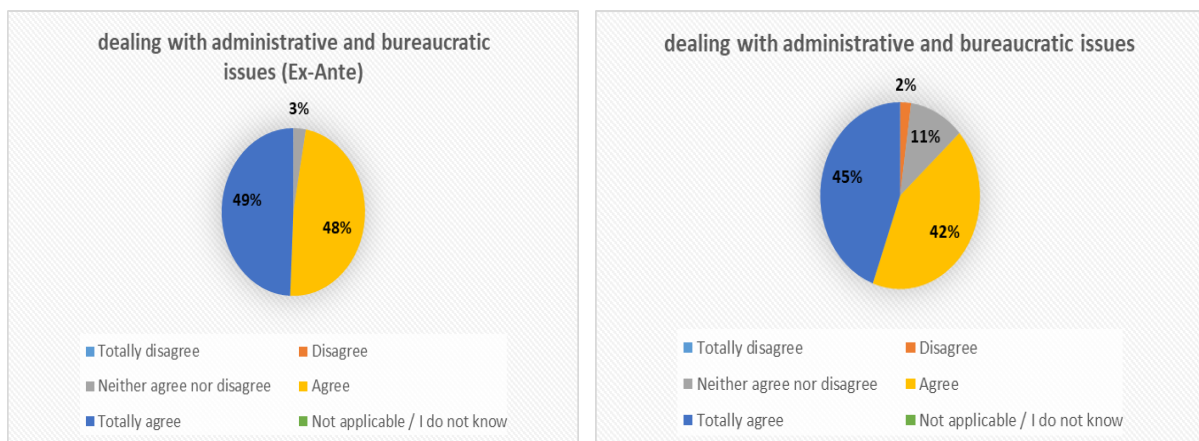 dealing with administrative and bureaucratic
issues (Ex-Ante)
3%
49%
48%
Totally disagree
Disagree
Neither agree nor disagree
Agree
Totally agree
Not applicable / I do not know
dealing with administrative and bureaucratic issues
2%
11%
45%
42%
Totally disagree
Disagree
Neither agree nor disagree
Agree
Totally agree
Not applicable / I do not know